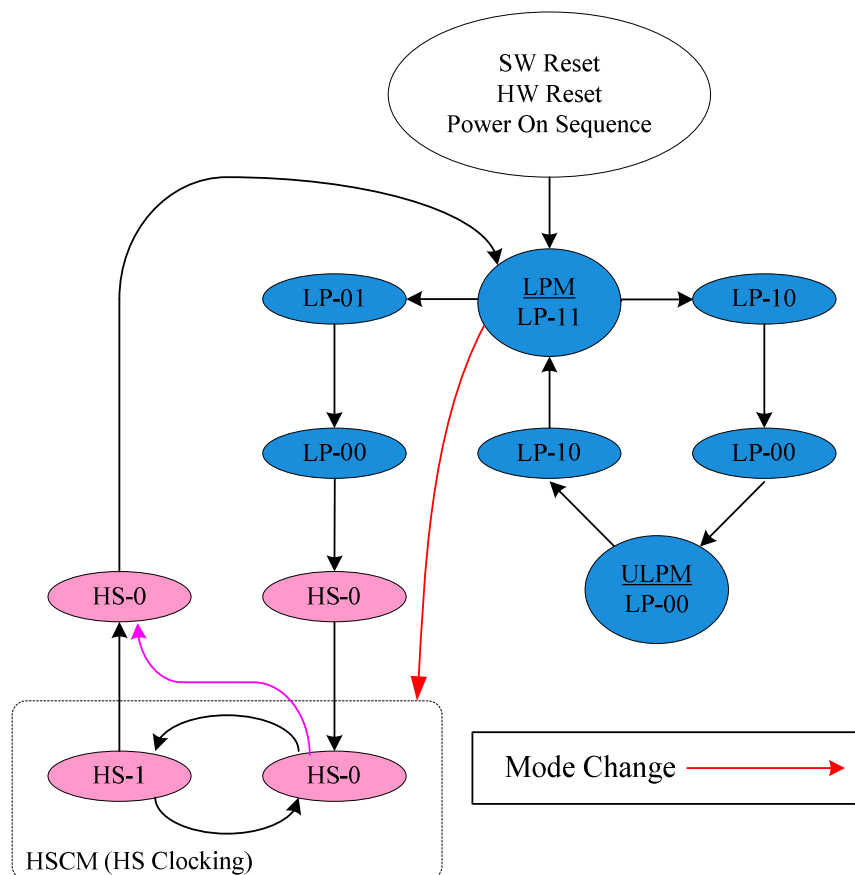 SW Reset
HW Reset
Power On Sequence
LP-01
LPM
LP-11
LP-10
LP-00
LP-10
LP-00
HS-0
HS-0
ULPM
LP-00
HS-1
HS-0
Mode Change
HSCM (HS Clocking)